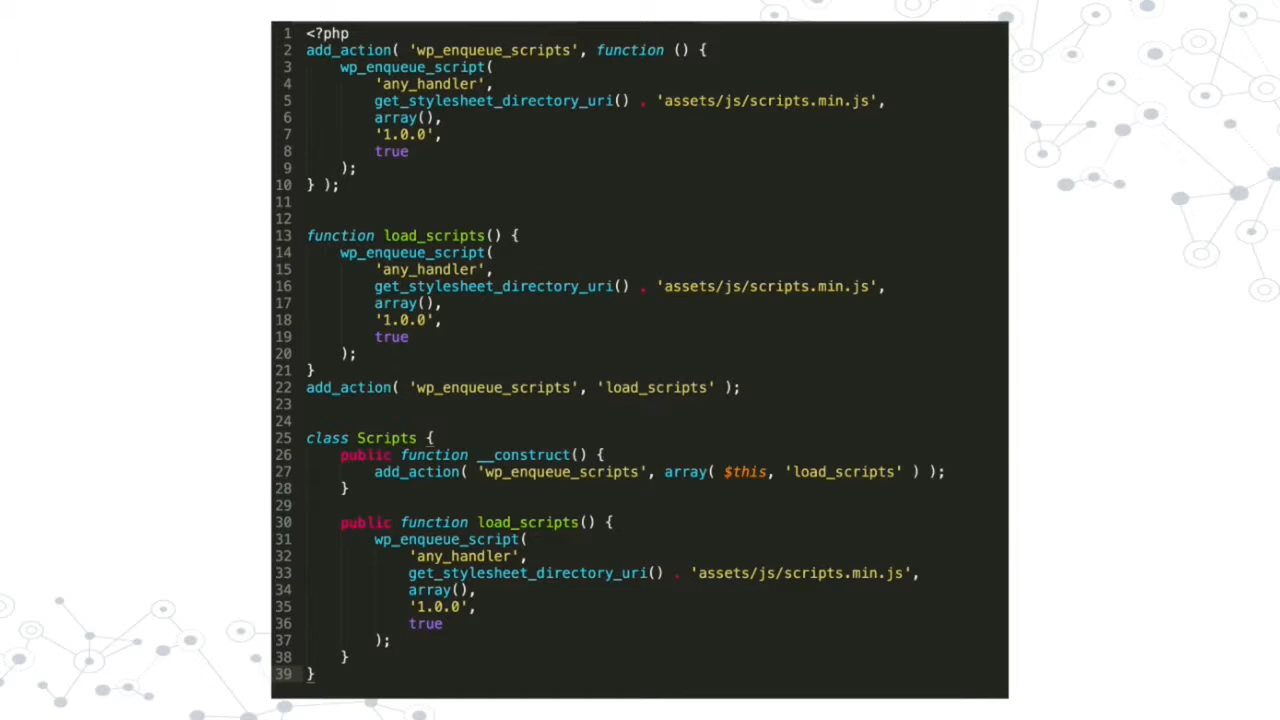 1 <?php
2 add_action( 'wp_enqueue_scripts', function () {
3 wp_enqueue_script(
4 'any_handler',
5 get_stylesheet_directory_uri() . 'assets/js/scripts.min.js',
6 array(),
7 '1.0.0',
8 true
9 );
10 } );
11
12
13 function load_scripts() {
14 wp_enqueue_script(
15 'any_handler',
16 get_stylesheet_directory_uri() . 'assets/js/scripts.min.js',
17 array(),
18 '1.0.0',
19 true
20 );
21 }
22 add_action( 'wp_enqueue_scripts', 'load_scripts' );
23
24
25 class Scripts {
26 public function __construct() {
27 add_action( 'wp_enqueue_scripts', array( $this, 'load_scripts' ) );
28 }
29
30 public function load_scripts() {
31 wp_enqueue_script(
32 'any_handler',
33 get_stylesheet_directory_uri() . 'assets/js/scripts.min.js',
34 array(),
35 '1.0.0',
36 true
37 );
38 }
39 }